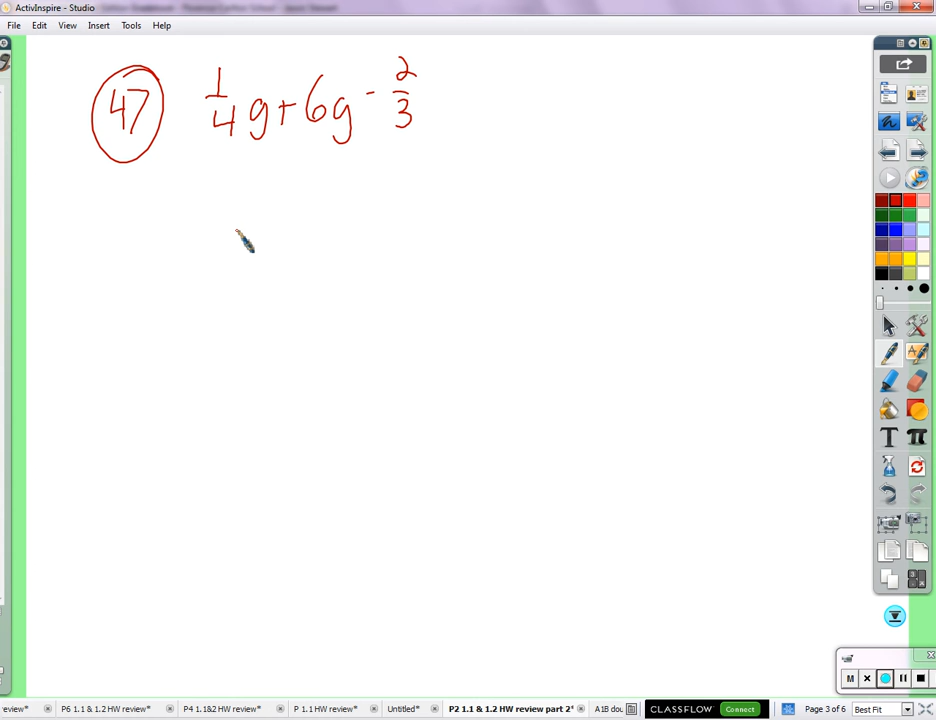 ActivInspire - Studio
File Edit View Insert Tools Help
47 1/4 g + 6g - 2/3
eview* P6 1.1 & 1.2 HW review* P4 1.1&2 HW review* P 1.1 HW review* Untitled* P2 1.1 & 1.2 HW review part 2* A1B doc CLASSFLOW Connect Page 3 of 6 Best Fit
M